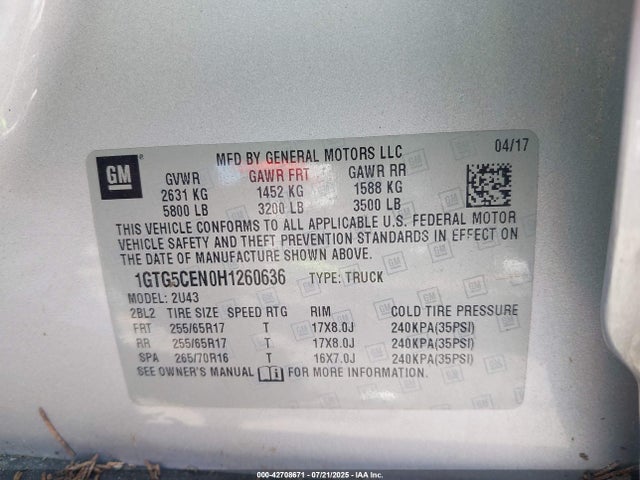 GM
MFD BY GENERAL MOTORS LLC 04/17
GVWR GAWR FRT GAWR RR
2631 KG 1452 KG 1588 KG
5800 LB 3200 LB 3500 LB
THIS VEHICLE CONFORMS TO ALL APPLICABLE U.S. FEDERAL MOTOR
VEHICLE SAFETY AND THEFT PREVENTION STANDARDS IN EFFECT ON
THE DATE OF MANUFACTURE SHOWN ABOVE.
1GTG5CEN0H1260636 TYPE: TRUCK
MODEL: 2U43
2BL2 TIRE SIZE SPEED RTG RIM COLD TIRE PRESSURE
FRT 255/65R17 T 17X8.0J 240KPA(35PSI)
RR 255/65R17 T 17X8.0J 240KPA(35PSI)
SPA 265/70R16 T 16X7.0J 240KPA(35PSI)
SEE OWNER'S MANUAL FOR MORE INFORMATION.
000-42708671 - 07/21/2025 - IAA Inc.